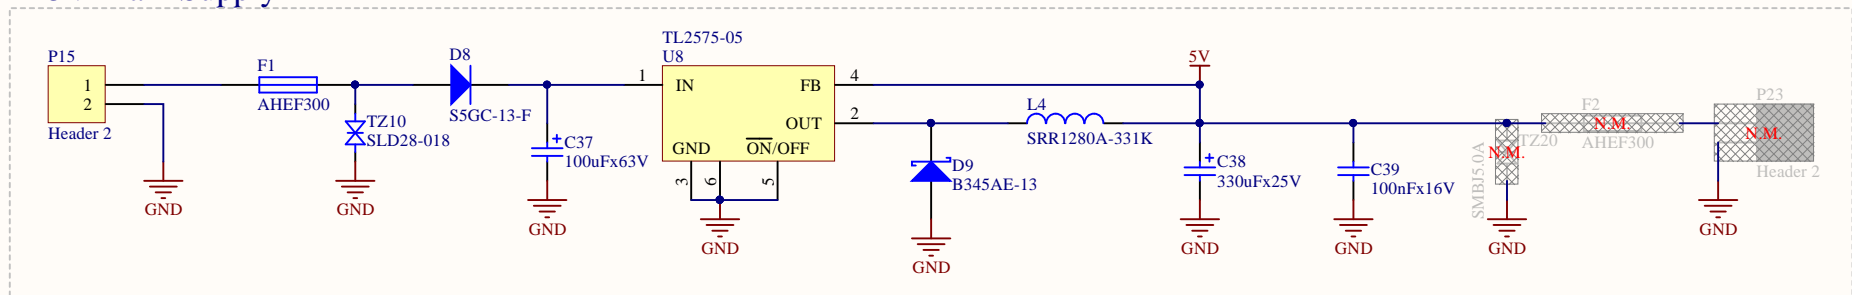 Supply
P15
1
2
Header 2
GND
F1
AHEF300
TZ10
SLD28-018
GND
D8
S5GC-13-F
C37
100uFx63V
GND
TL2575-05
U8
1
IN
FB
4
OUT
2
GND
ON/OFF
3
6
5
GND
D9
B345AE-13
GND
L4
SRR1280A-331K
5V
C38
330uFx25V
GND
C39
100nFx16V
GND
N.M.
TZ20
SMBJ5.0A
GND
F2
N.M.
AHEF300
P23
N.M.
Header 2
GND